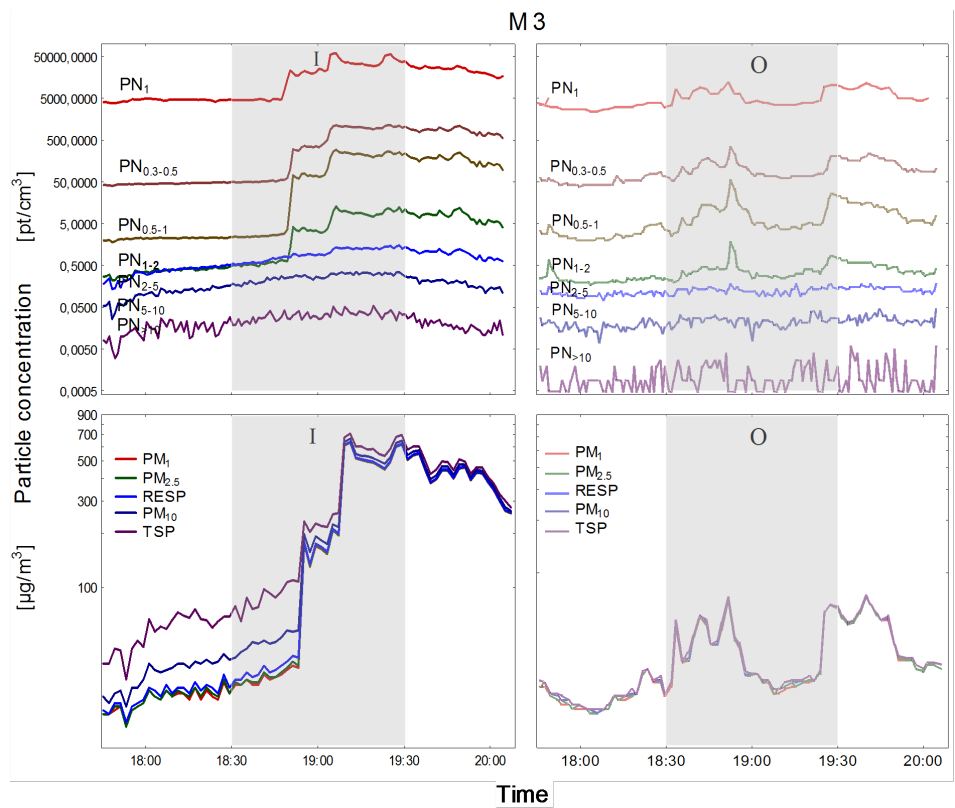 M 3
I
O
50000,0000
5000,0000
500,0000
50,0000
5,0000
0,5000
0,0500
0,0050
0,0005
PN1
PN0.3-0.5
PN0.5-1
PN1-2
PN2-5
PN5-10
PN1
PN0.3-0.5
PN0.5-1
PN1-2
PN2-5
PN5-10
PN>10
Particle concentration
[pt/cm3]
[µg/m3]
I
O
900
700
500
300
100
PM1
PM2.5
RESP
PM10
TSP
PM1
PM2.5
RESP
PM10
TSP
18:00
18:30
19:00
19:30
20:00
18:00
18:30
19:00
19:30
20:00
Time